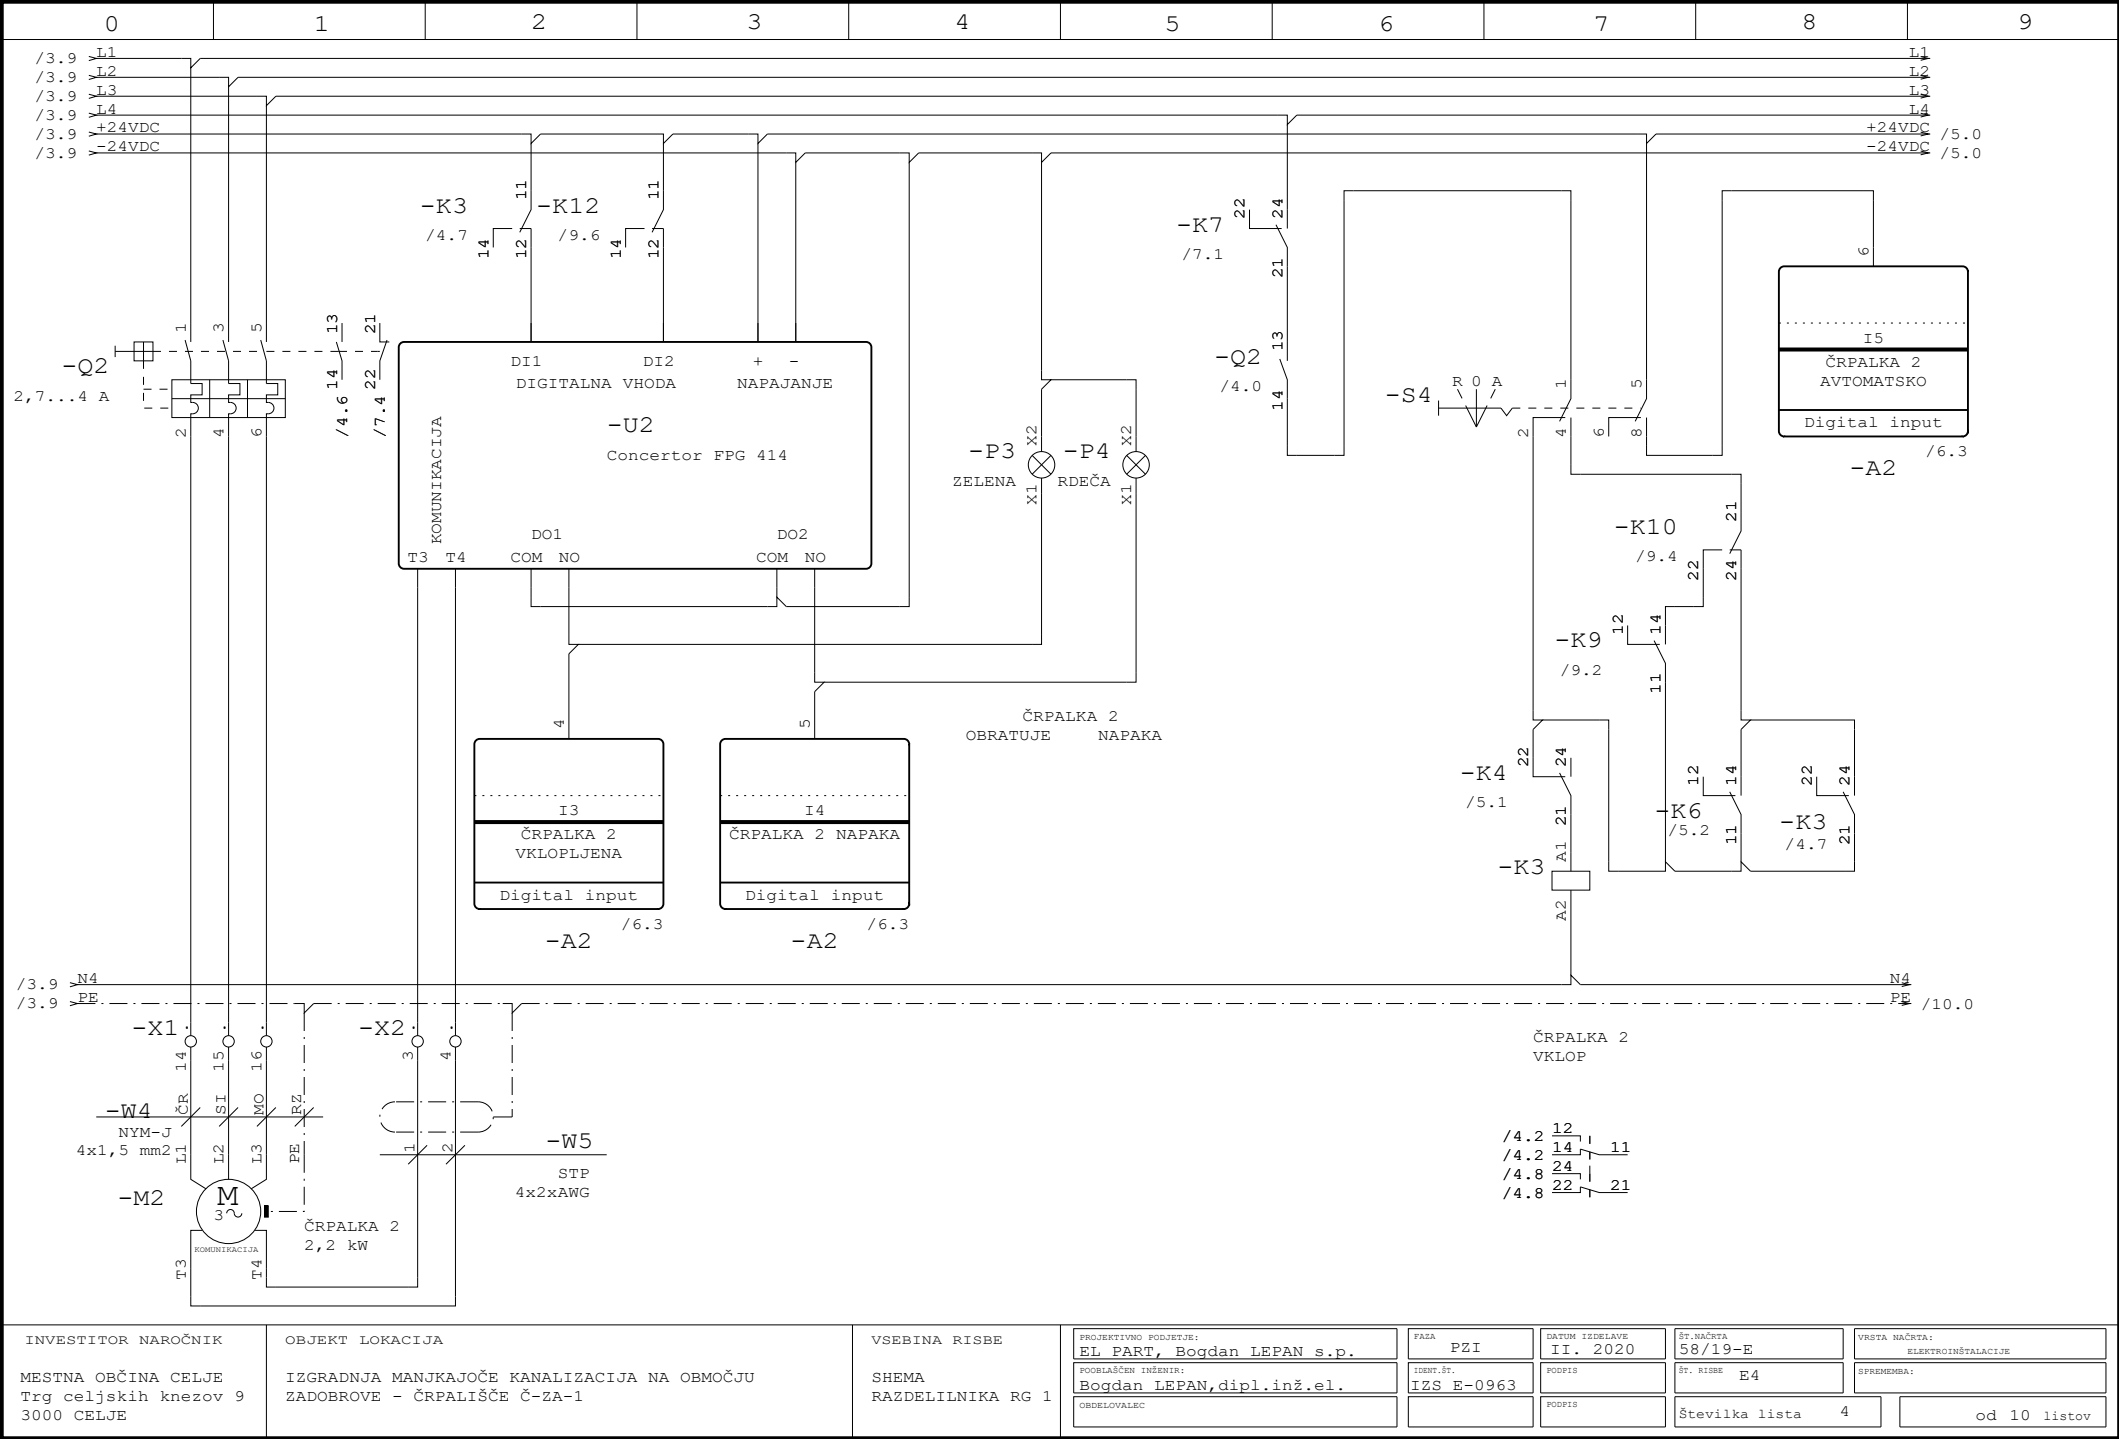 0 1 2 3 4 5 6 7 8 9
/3.9 L1 L1
/3.9 L2 L2
/3.9 L3 L3
/3.9 L4 L4
/3.9 +24VDC +24VDC /5.0
/3.9 -24VDC -24VDC /5.0
-K3
/4.7
11
14
12
-K12
/9.6
11
14
12
-K7
/7.1
22
24
21
-Q2
/4.0
13
14
-Q2
2,7...4 A
1 3 5
2 4 6
13
14
/4.6
21
22
/7.4
DI1 DI2 + -
DIGITALNA VHODA NAPAJANJE
KOMUNIKACIJA
-U2
Concertor FPG 414
DO1 DO2
T3 T4 COM NO COM NO
-P3
ZELENA
X2
X1
-P4
RDEČA
X2
X1
ČRPALKA 2
OBRATUJE NAPAKA
-S4
R 0 A
1
2 4
5
6 8
6
I5
ČRPALKA 2
AVTOMATSKO
Digital input
/6.3
-A2
-K10
/9.4
21
22
24
-K9
/9.2
12
14
11
-K4
/5.1
22
24
21
-K6
/5.2
12
14
11
-K3
/4.7
22
24
21
-K3
A1
A2
4
I3
ČRPALKA 2
VKLOPLJENA
Digital input
/6.3
-A2
5
I4
ČRPALKA 2 NAPAKA
Digital input
/6.3
-A2
/3.9 N4 N4
/3.9 PE PE /10.0
-X1
14 15 16
-X2
3 4
-W4
NYM-J
4x1,5 mm2
ČR SI MO RZ
L1 L2 L3 PE
-W5
STP
4x2xAWG
1 2
-M2
M
3
KOMUNIKACIJA
T3 T4
ČRPALKA 2
2,2 kW
ČRPALKA 2
VKLOP
/4.2 12
/4.2 14 11
/4.8 24
/4.8 22 21
INVESTITOR NAROČNIK
MESTNA OBČINA CELJE
Trg celjskih knezov 9
3000 CELJE
OBJEKT LOKACIJA
IZGRADNJA MANJKAJOČE KANALIZACIJA NA OBMOČJU
ZADOBROVE - ČRPALIŠČE Č-ZA-1
VSEBINA RISBE
SHEMA
RAZDELILNIKA RG 1
PROJEKTIVNO PODJETJE:
EL PART, Bogdan LEPAN s.p.
POOBLAŠČEN INŽENIR:
Bogdan LEPAN,dipl.inž.el.
OBDELOVALEC
FAZA
PZI
IDENT.ŠT.
IZS E-0963
DATUM IZDELAVE
II. 2020
PODPIS
PODPIS
ŠT.NAČRTA
58/19-E
ŠT. RISBE E4
Številka lista 4
VRSTA NAČRTA:
ELEKTROINŠTALACIJE
SPREMEMBA:
od 10 listov